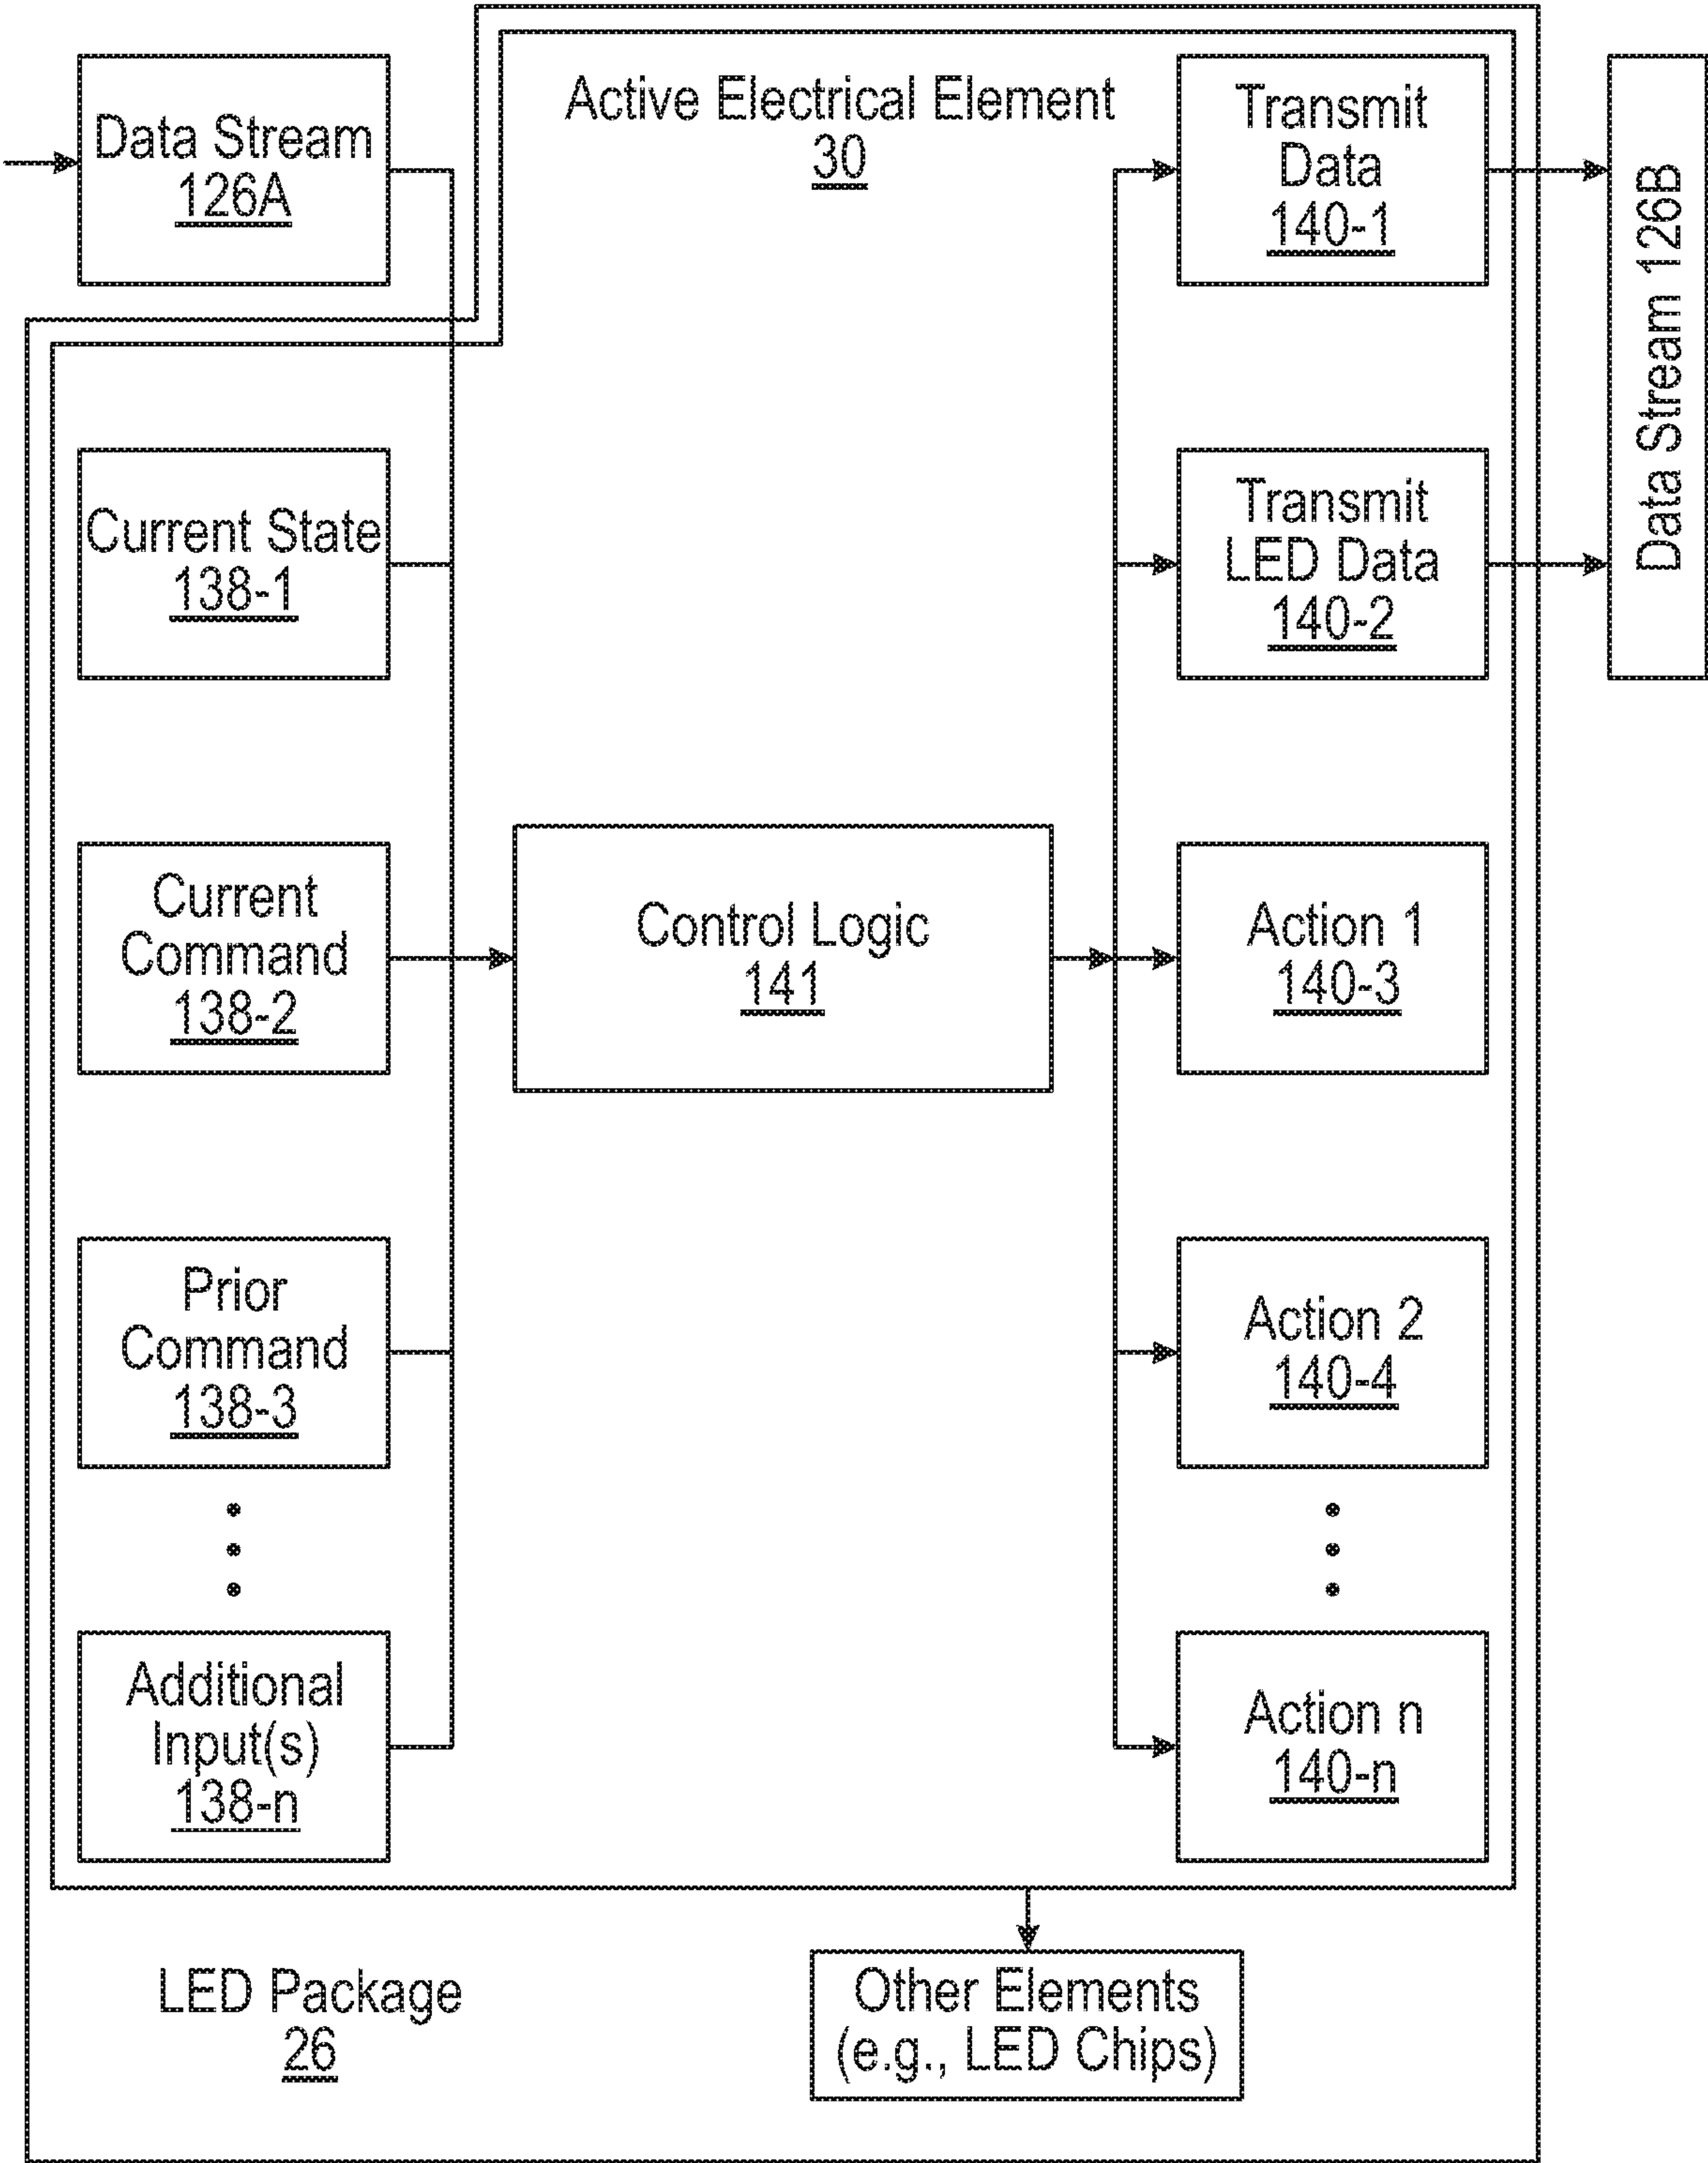 Data Stream
126A
Active Electrical Element
30
Transmit
Data
140-1
Data Stream 126B
Current State
138-1
Transmit
LED Data
140-2
Current
Command
138-2
Control Logic
141
Action 1
140-3
Prior
Command
138-3
Action 2
140-4
Additional
Input(s)
138-n
Action n
140-n
LED Package
26
Other Elements
(e.g., LED Chips)